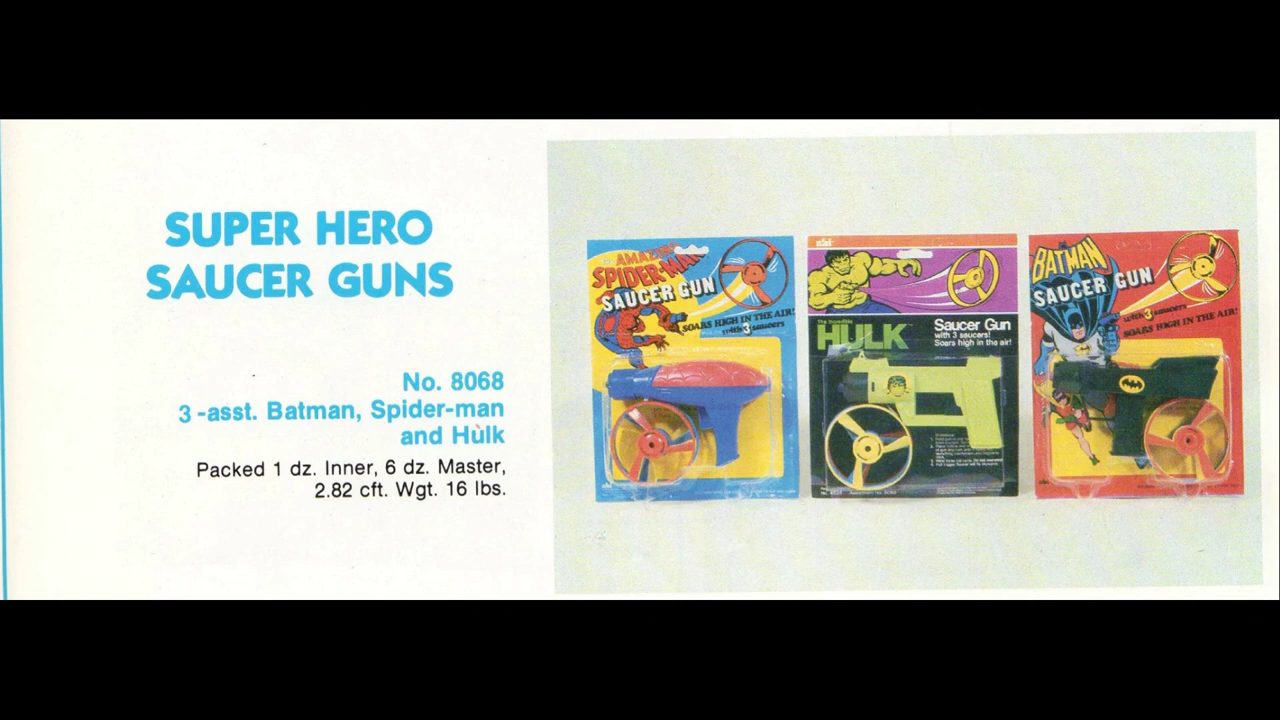 SUPER HERO
SAUCER GUNS
No. 8068
3-asst. Batman, Spider-man
and Hulk
Packed 1 dz. Inner, 6 dz. Master,
2.82 cft. Wgt. 16 lbs.
AMAZING
SPIDER-MAN
SAUCER GUN
SOARS HIGH IN THE AIR!
with 3 saucers
ahi
The Incredible
HULK
Saucer Gun
with 3 saucers!
Soars high in the air!
BATMAN
SAUCER GUN
with 3 saucers
SOARS HIGH IN THE AIR!